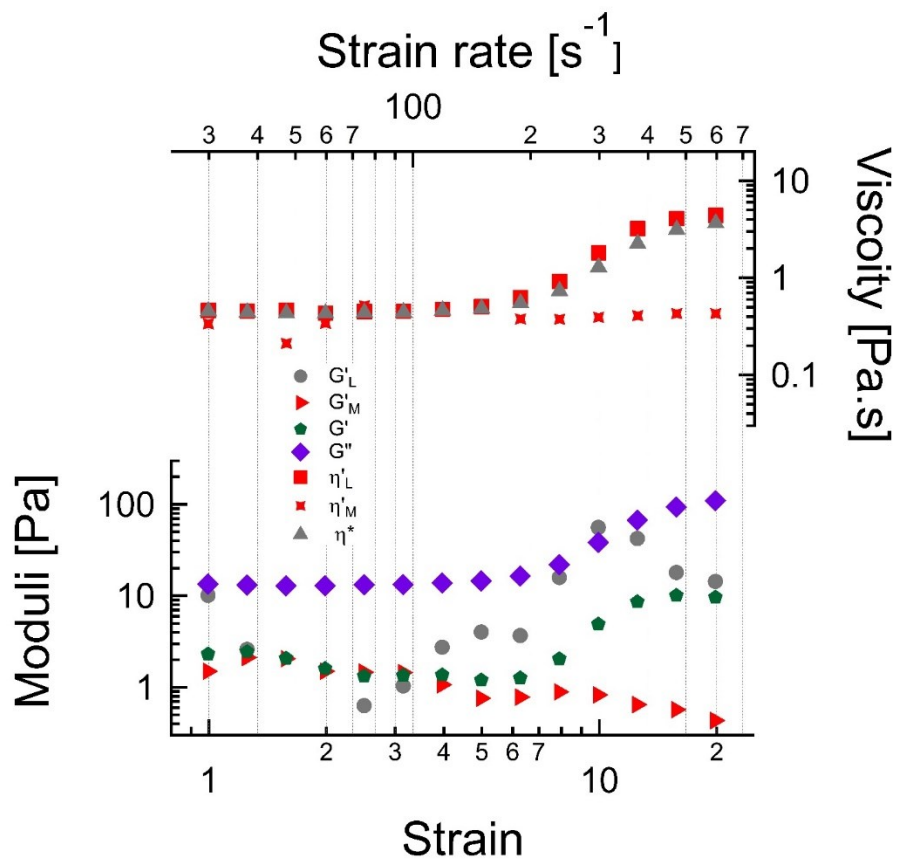 Strain rate [s⁻¹]
100
3 4 5 6 7 2 3 4 5 6 7
10
1
0.1
Viscoity [Pa.s]
G'L
G'M
G'
G"
η'L
η'M
η*
100
10
1
Moduli [Pa]
2 3 4 5 6 7 2
1 10
Strain